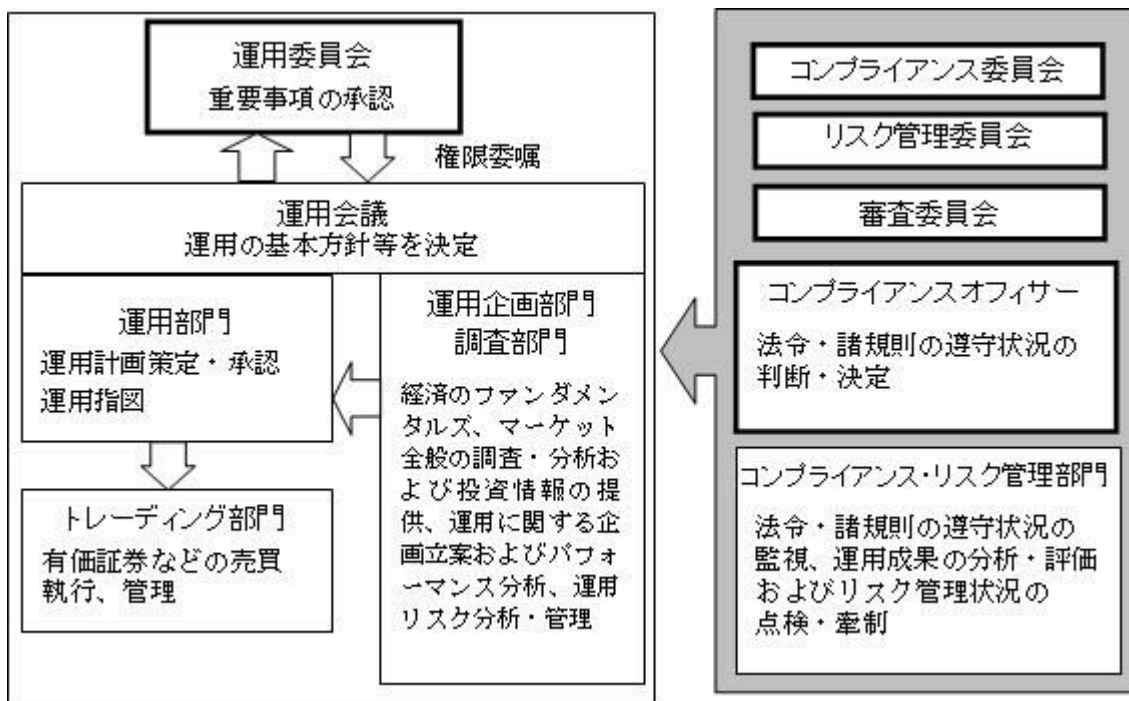 運用委員会
重要事項の承認
権限委嘱
運用会議
運用の基本方針等を決定
運用部門
運用計画策定・承認
運用指図
トレーディング部門
有価証券などの売買
執行、管理
運用企画部門
調査部門
経済のファンダメン
タルズ、マーケット
全般の調査・分析お
よび投資情報の提
供、運用に関する企
画立案およびパフォ
ーマンス分析、運用
リスク分析・管理
コンプライアンス委員会
リスク管理委員会
審査委員会
コンプライアンスオフィサー
法令・諸規則の遵守状況の
判断・決定
コンプライアンス・リスク管理部門
法令・諸規則の遵守状況の
監視、運用成果の分析・評価
およびリスク管理状況の
点検・牽制